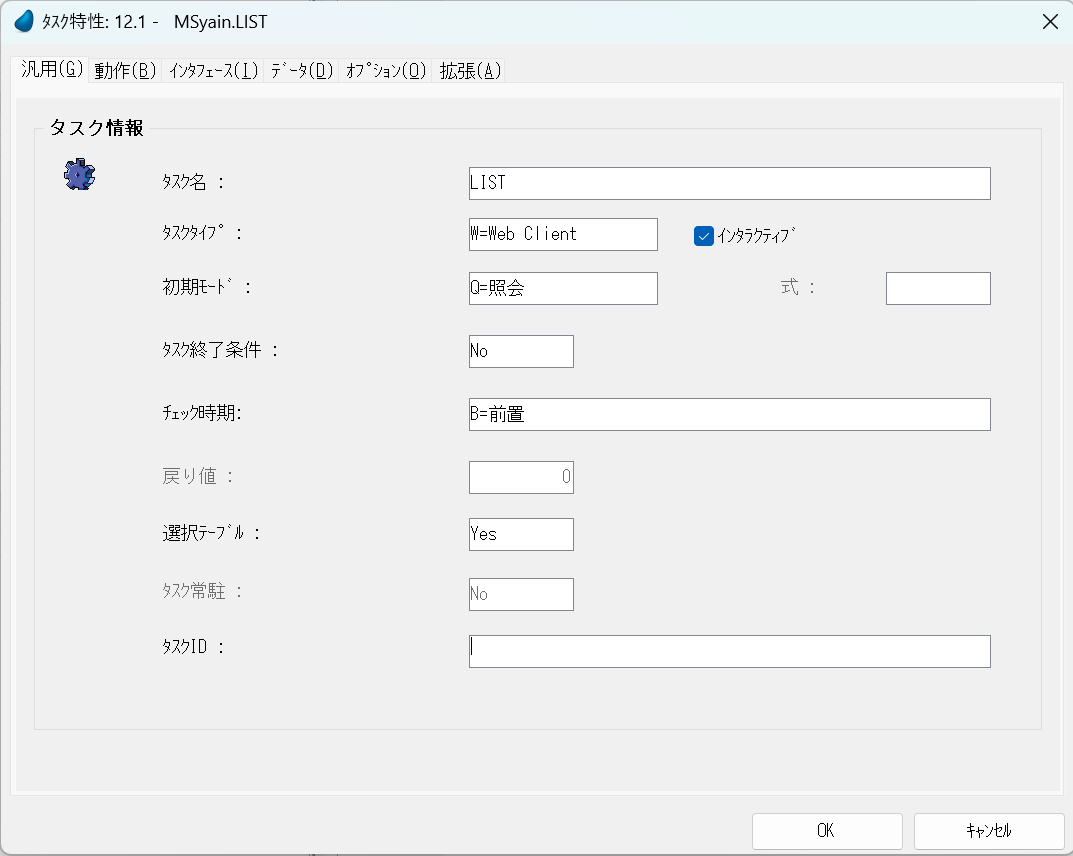 ﾀｽｸ特性: 12.1 -   MSyain.LIST
汎用(G) 動作(B) ｲﾝﾀﾌｪｰｽ(I) ﾃﾞｰﾀ(D) ｵﾌﾟｼｮﾝ(O) 拡張(A)
タスク情報
ﾀｽｸ名 : LIST
ﾀｽｸﾀｲﾌﾟ : W=Web Client ｲﾝﾀﾗｸﾃｨﾌﾞ
初期ﾓｰﾄﾞ : Q=照会 式 :
ﾀｽｸ終了条件 : No
ﾁｪｯｸ時期: B=前置
戻り値 : 0
選択ﾃｰﾌﾞﾙ : Yes
ﾀｽｸ常駐 : No
ﾀｽｸID :
OK ｷｬﾝｾﾙ